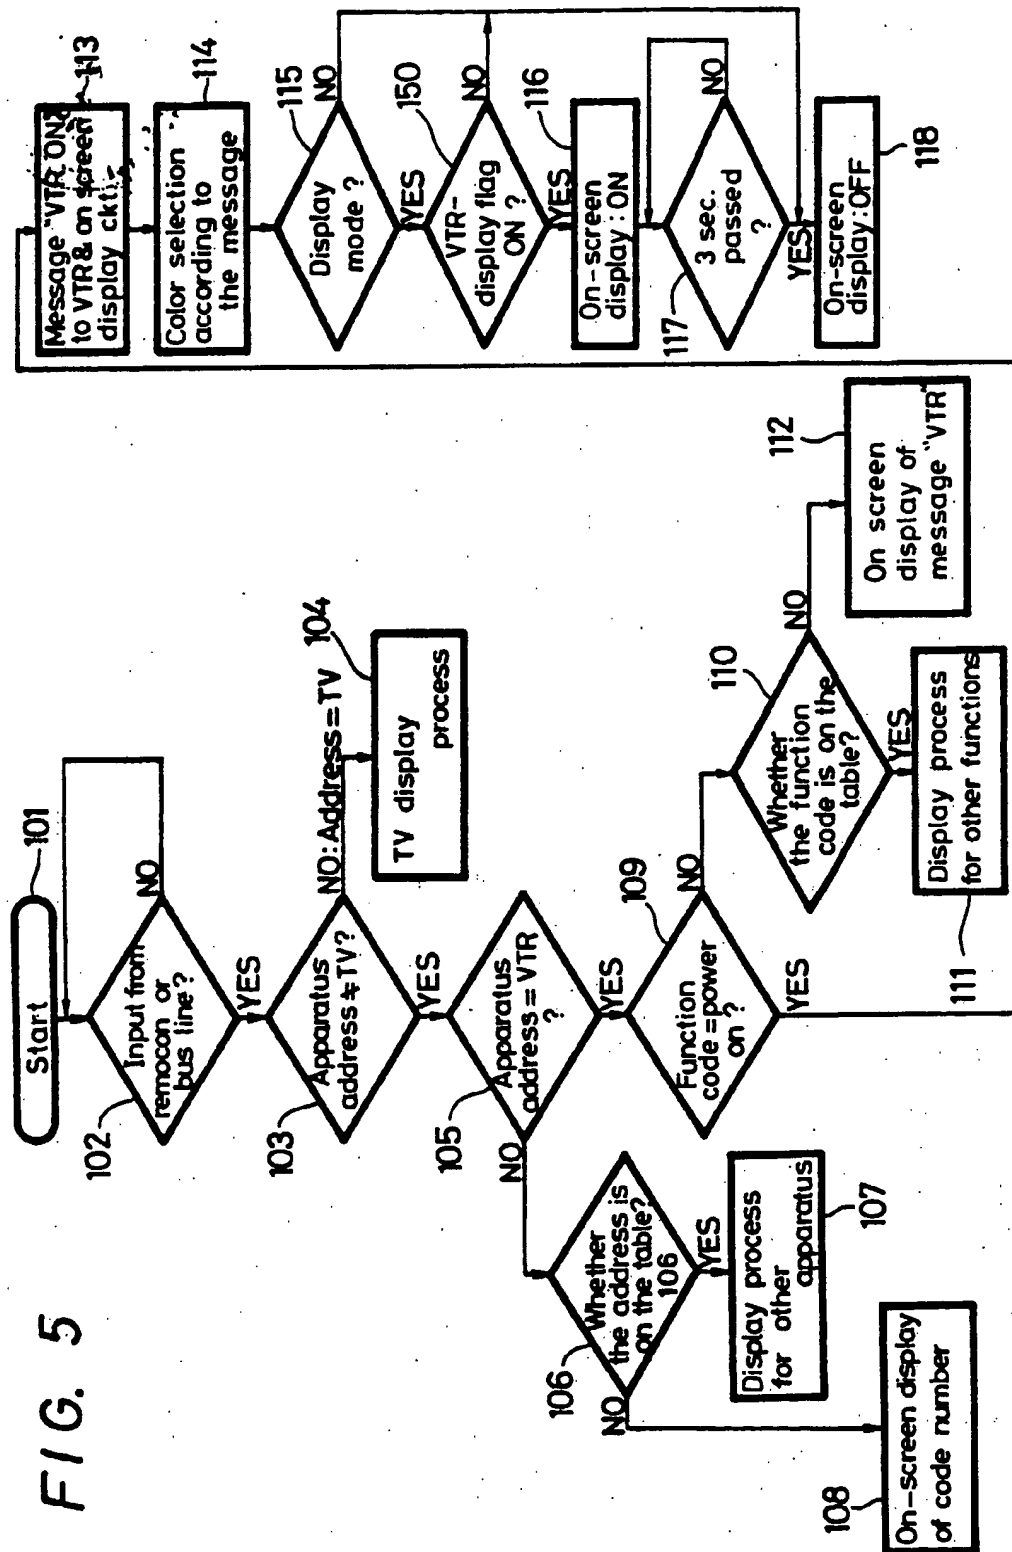 FIG. 5
Start
101
Input from
remocon or
bus line?
102
NO
YES
Apparatus
address ≠ TV?
103
NO:Address=TV
YES
104
TV display
process
Apparatus
address = VTR
?
105
NO
YES
Whether
the address is
on the table?
106
106
NO
YES
Display process
for other
apparatus
107
On-screen display
of code number
108
Function
code=power
on ?
109
NO
YES
Whether
the function
code is on the
table?
110
NO
YES
Display process
for other functions
111
On screen
display of
message "VTR"
112
Message "VTR ON"
to VTR & on screen
display ckt
113
Color selection
according to
the message
114
Display
mode ?
115
NO
YES
VTR-
display flag
ON ?
150
NO
YES
On-screen
display : ON
116
3 sec.
passed
?
117
NO
YES
On-screen
display:OFF
118